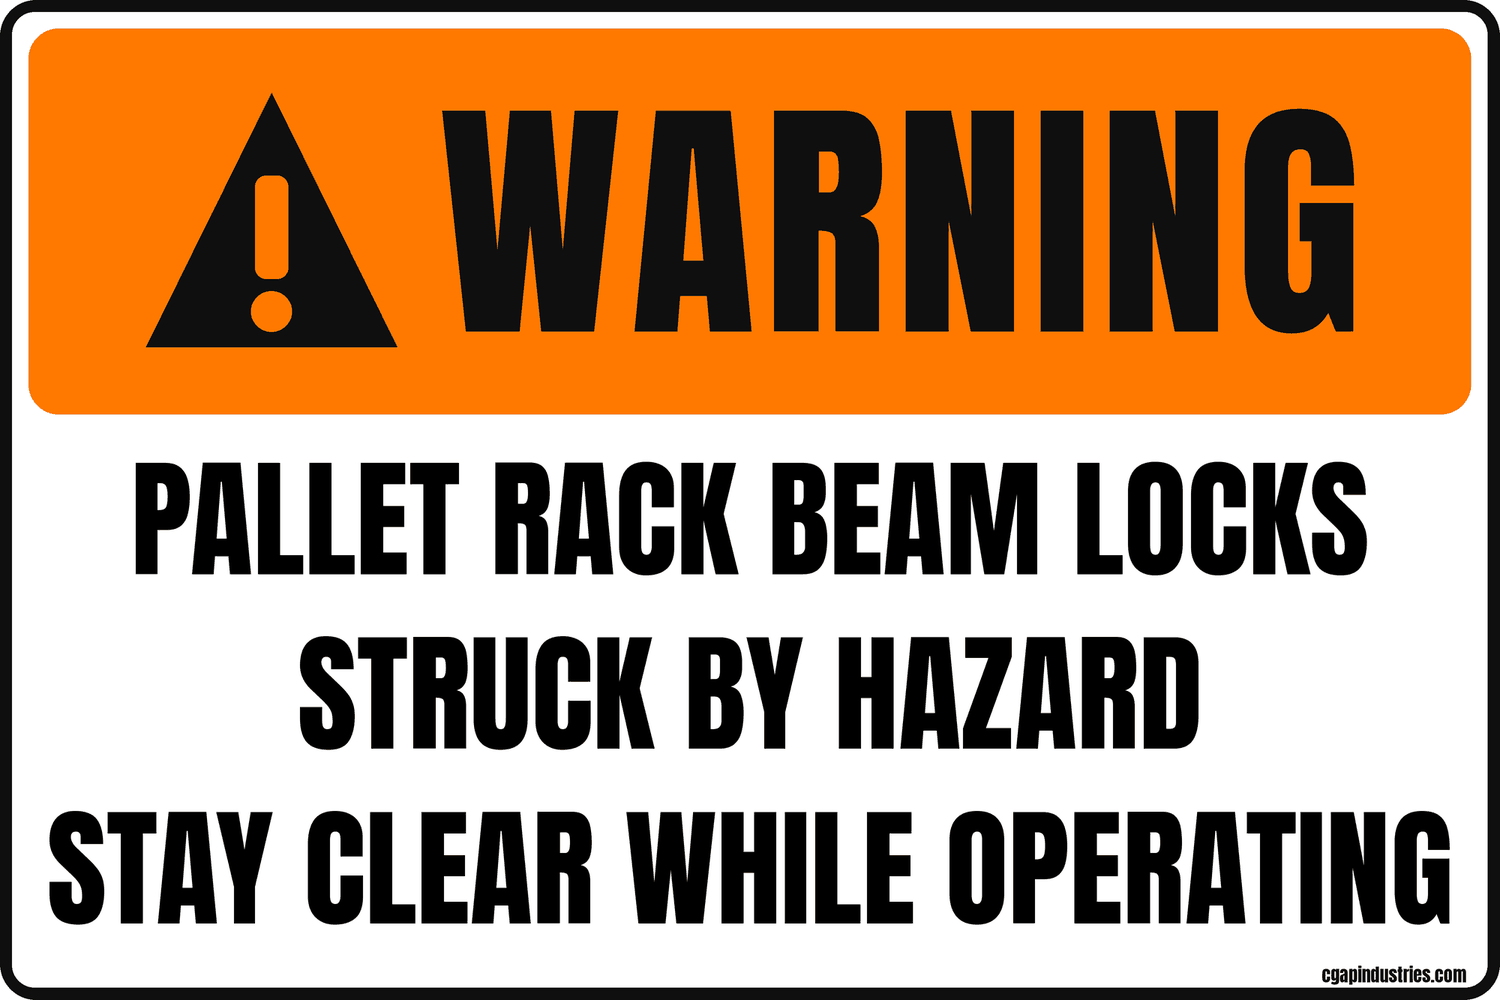 WARNING
PALLET RACK BEAM LOCKS
STRUCK BY HAZARD
STAY CLEAR WHILE OPERATING
cgapindustries.com